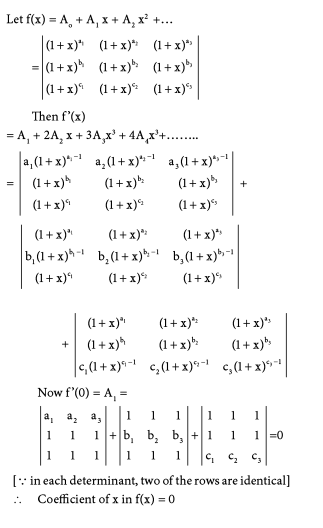 Let f(x) = Aₒ + A₁ x + A₂ x² +…
= |(1 + x)^a₁ (1 + x)^a₂ (1 + x)^a₃|
|(1 + x)^b₁ (1 + x)^b₂ (1 + x)^b₃|
|(1 + x)^c₁ (1 + x)^c₂ (1 + x)^c₃|
Then f'(x)
= A₁ + 2A₂ x + 3A₃x³ + 4A₄x³+……..
= |a₁(1 + x)^a₁−1 a₂(1 + x)^a₂−1 a₃(1 + x)^a₃−1|
|(1 + x)^b₁ (1 + x)^b₂ (1 + x)^b₃| +
|(1 + x)^c₁ (1 + x)^c₂ (1 + x)^c₃|
|(1 + x)^a₁ (1 + x)^a₂ (1 + x)^a₃|
|b₁(1 + x)^b₁−1 b₂(1 + x)^b₂−1 b₃(1 + x)^b₃−1|
|(1 + x)^c₁ (1 + x)^c₂ (1 + x)^c₃|
|(1 + x)^a₁ (1 + x)^a₂ (1 + x)^a₃|
+ |(1 + x)^b₁ (1 + x)^b₂ (1 + x)^b₃|
|c₁(1 + x)^c₁−1 c₂(1 + x)^c₂−1 c₃(1 + x)^c₃−1|
Now f'(0) = A₁ =
|a₁ a₂ a₃| |1 1 1| |1 1 1|
|1 1 1| + |b₁ b₂ b₃| + |1 1 1| =0
|1 1 1| |1 1 1| |c₁ c₂ c₃|
[∵ in each determinant, two of the rows are identical]
∴ Coefficient of x in f(x) = 0